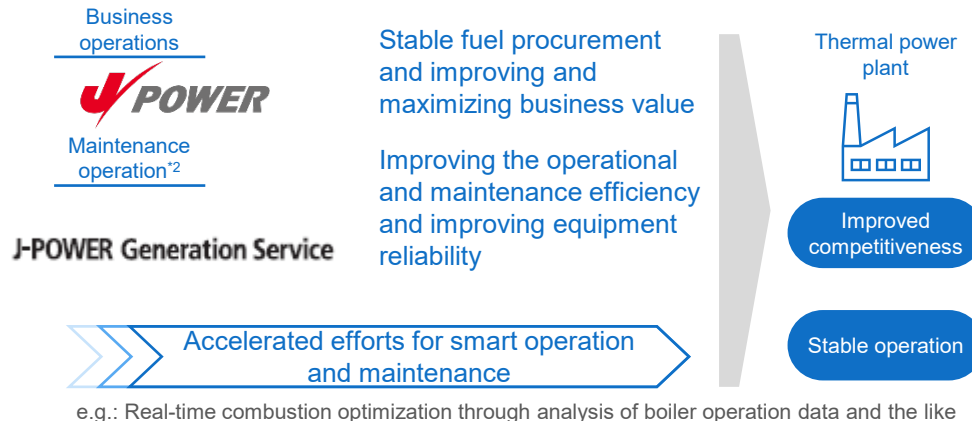 Business
operations
J POWER
Maintenance
operation*2
J-POWER Generation Service
Stable fuel procurement
and improving and
maximizing business value
Improving the operational
and maintenance efficiency
and improving equipment
reliability
Accelerated efforts for smart operation
and maintenance
e.g.: Real-time combustion optimization through analysis of boiler operation data and the like
Thermal power
plant
Improved
competitiveness
Stable operation